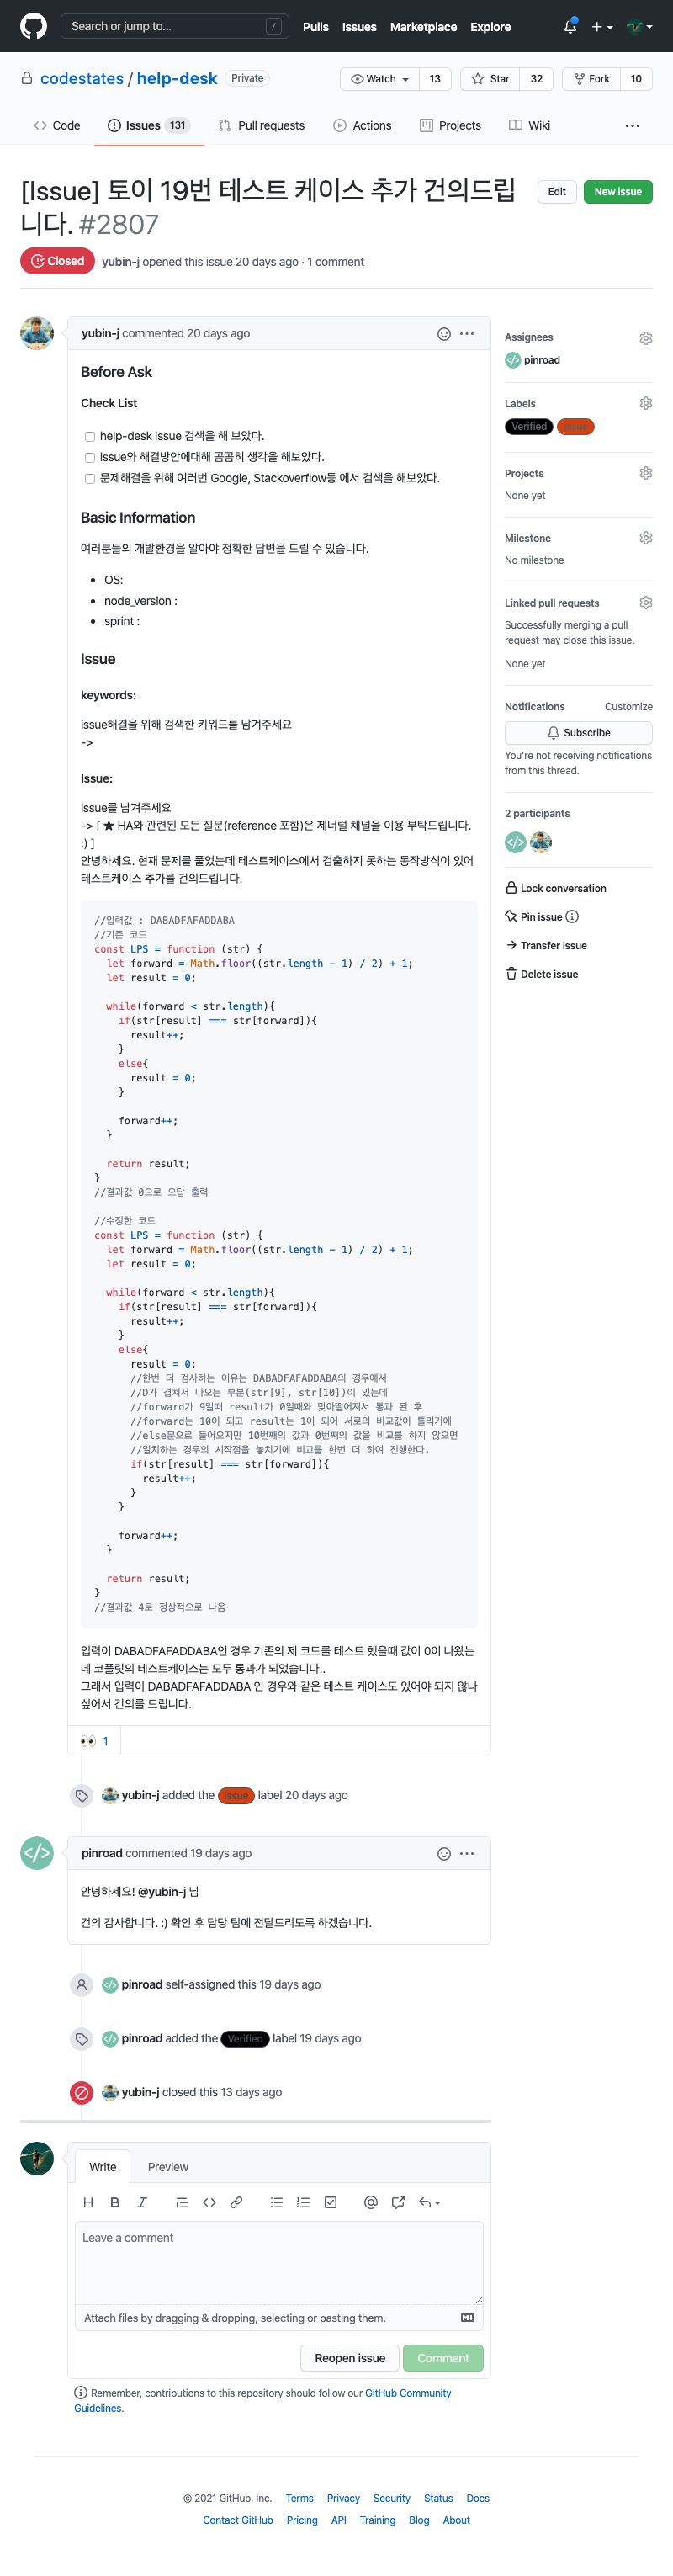 Search or jump to...
/
Pulls Issues Marketplace Explore
codestates / help-desk Private
Watch 13
Star 32
Fork 10
Code
Issues 131
Pull requests
Actions
Projects
Wiki
[Issue] 토이 19번 테스트 케이스 추가 건의드립
니다. #2807
Edit
New issue
Closed
yubin-j opened this issue 20 days ago · 1 comment
yubin-j commented 20 days ago
Before Ask
Check List
help-desk issue 검색을 해 보았다.
issue와 해결방안에대해 곰곰히 생각을 해보았다.
문제해결을 위해 여러번 Google, Stackoverflow등 에서 검색을 해보았다.
Basic Information
여러분들의 개발환경을 알아야 정확한 답변을 드릴 수 있습니다.
• OS:
• node_version :
• sprint :
Issue
keywords:
issue해결을 위해 검색한 키워드를 남겨주세요
->
Issue:
issue를 남겨주세요
-> [ ★ HA와 관련된 모든 질문(reference 포함)은 제너럴 채널을 이용 부탁드립니다.
:) ]
안녕하세요. 현재 문제를 풀었는데 테스트케이스에서 검출하지 못하는 동작방식이 있어
테스트케이스 추가를 건의드립니다.
//입력값 : DABADFAFADDABA
//기존 코드
const LPS = function (str) {
let forward = Math.floor((str.length - 1) / 2) + 1;
let result = 0;
while(forward < str.length){
if(str[result] === str[forward]){
result++;
}
else{
result = 0;
}
forward++;
}
return result;
}
//결과값 0으로 오답 출력
//수정한 코드
const LPS = function (str) {
let forward = Math.floor((str.length - 1) / 2) + 1;
let result = 0;
while(forward < str.length){
if(str[result] === str[forward]){
result++;
}
else{
result = 0;
//한번 더 검사하는 이유는 DABADFAFADDABA의 경우에서
//D가 겹쳐서 나오는 부분(str[9], str[10])이 있는데
//forward가 9일때 result가 0일때와 맞아떨어져서 통과 된 후
//forward는 10이 되고 result는 1이 되어 서로의 비교값이 틀리기에
//else문으로 들어오지만 10번째의 값과 0번째의 값을 비교를 하지 않으면
//일치하는 경우의 시작점을 놓치기에 비교를 한번 더 하여 진행한다.
if(str[result] === str[forward]){
result++;
}
}
forward++;
}
return result;
}
//결과값 4로 정상적으로 나옴
입력이 DABADFAFADDABA인 경우 기존의 제 코드를 테스트 했을때 값이 0이 나왔는
데 코플릿의 테스트케이스는 모두 통과가 되었습니다..
그래서 입력이 DABADFAFADDABA 인 경우와 같은 테스트 케이스도 있어야 되지 않나
싶어서 건의를 드립니다.
👀 1
yubin-j added the issue label 20 days ago
pinroad commented 19 days ago
안녕하세요! @yubin-j 님
건의 감사합니다. :) 확인 후 담당 팀에 전달드리도록 하겠습니다.
pinroad self-assigned this 19 days ago
pinroad added the Verified label 19 days ago
yubin-j closed this 13 days ago
Write
Preview
Leave a comment
Attach files by dragging & dropping, selecting or pasting them.
Reopen issue
Comment
Remember, contributions to this repository should follow our GitHub Community
Guidelines.
Assignees
pinroad
Labels
Verified issue
Projects
None yet
Milestone
No milestone
Linked pull requests
Successfully merging a pull
request may close this issue.
None yet
Notifications Customize
Subscribe
You're not receiving notifications
from this thread.
2 participants
Lock conversation
Pin issue
Transfer issue
Delete issue
© 2021 GitHub, Inc. Terms Privacy Security Status Docs
Contact GitHub Pricing API Training Blog About